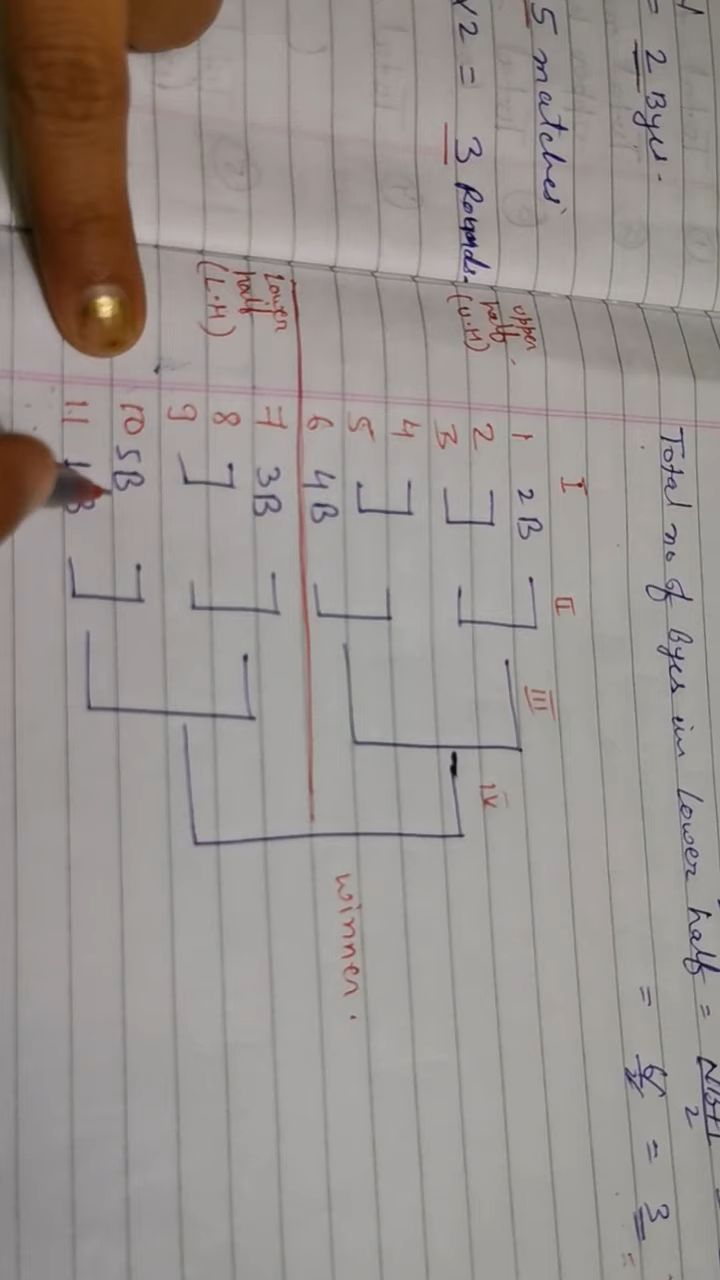 = 2 Byes.
5 matches
2 = 3 Rounds.
Total no of Byes in Lower half = NB+1
2
= 6/2 = 3
I II III IV
upper half (U.H)
1 2B
2
3
4
5
6 4B
Lower half (L.H)
7 3B
8
9
10 5B
11
winner.